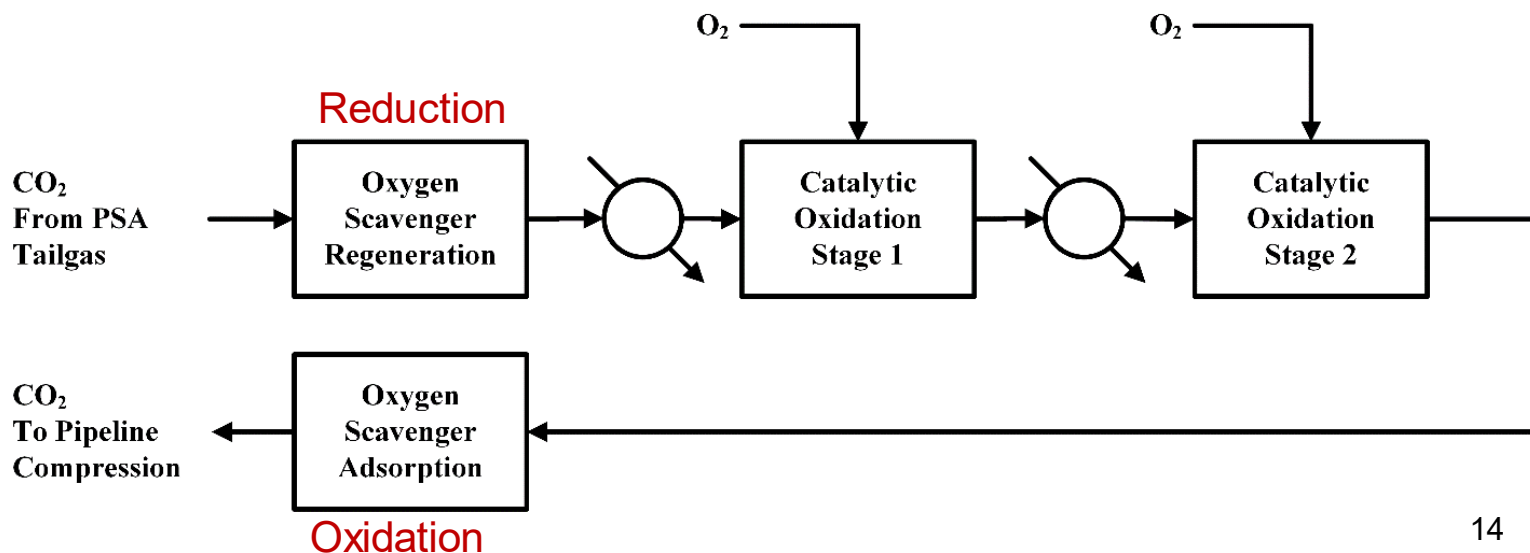 O₂
O₂
Reduction
CO₂
From PSA
Tailgas
Oxygen
Scavenger
Regeneration
Catalytic
Oxidation
Stage 1
Catalytic
Oxidation
Stage 2
CO₂
To Pipeline
Compression
Oxygen
Scavenger
Adsorption
Oxidation
14